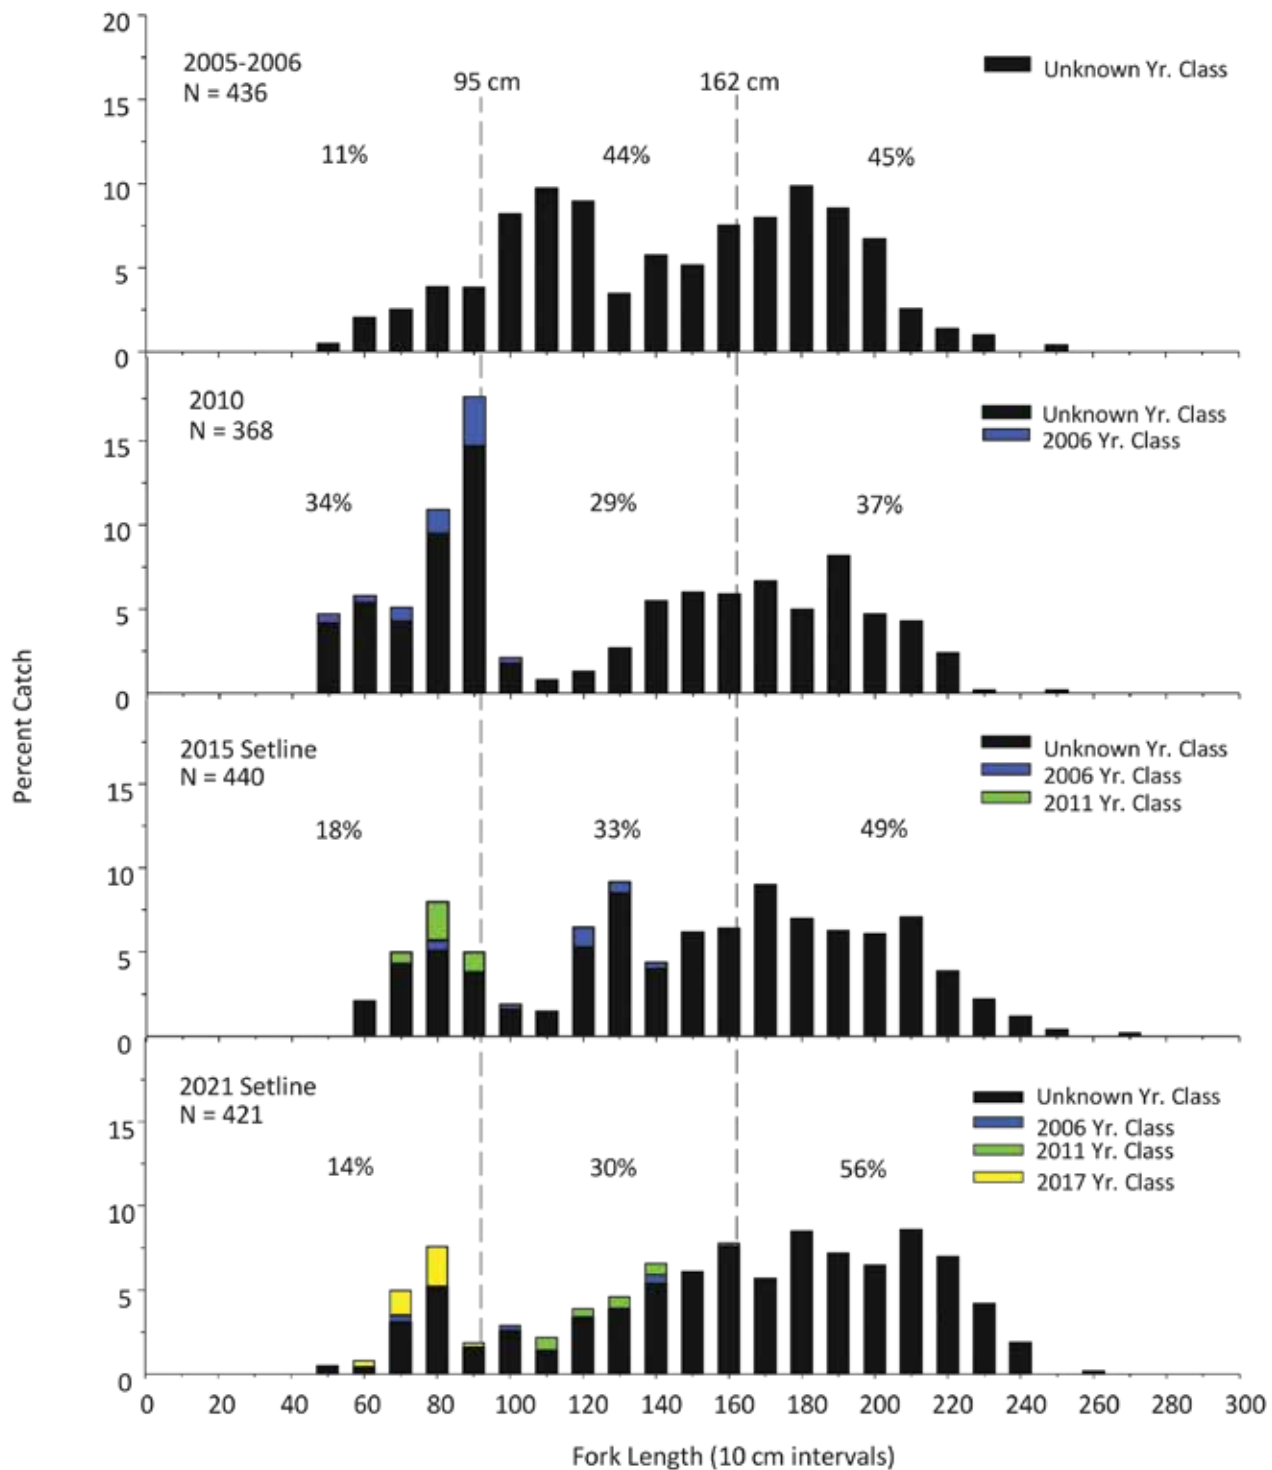 20
2005-2006
N = 436
95 cm
162 cm
Unknown Yr. Class
15
11%
44%
45%
10
5
0
2010
N = 368
Unknown Yr. Class
2006 Yr. Class
15
34%
29%
37%
10
5
0
Percent Catch
2015 Setline
N = 440
Unknown Yr. Class
2006 Yr. Class
2011 Yr. Class
15
18%
33%
49%
10
5
0
2021 Setline
N = 421
Unknown Yr. Class
2006 Yr. Class
2011 Yr. Class
2017 Yr. Class
15
14%
30%
56%
10
5
0
0 20 40 60 80 100 120 140 160 180 200 220 240 260 280 300
Fork Length (10 cm intervals)